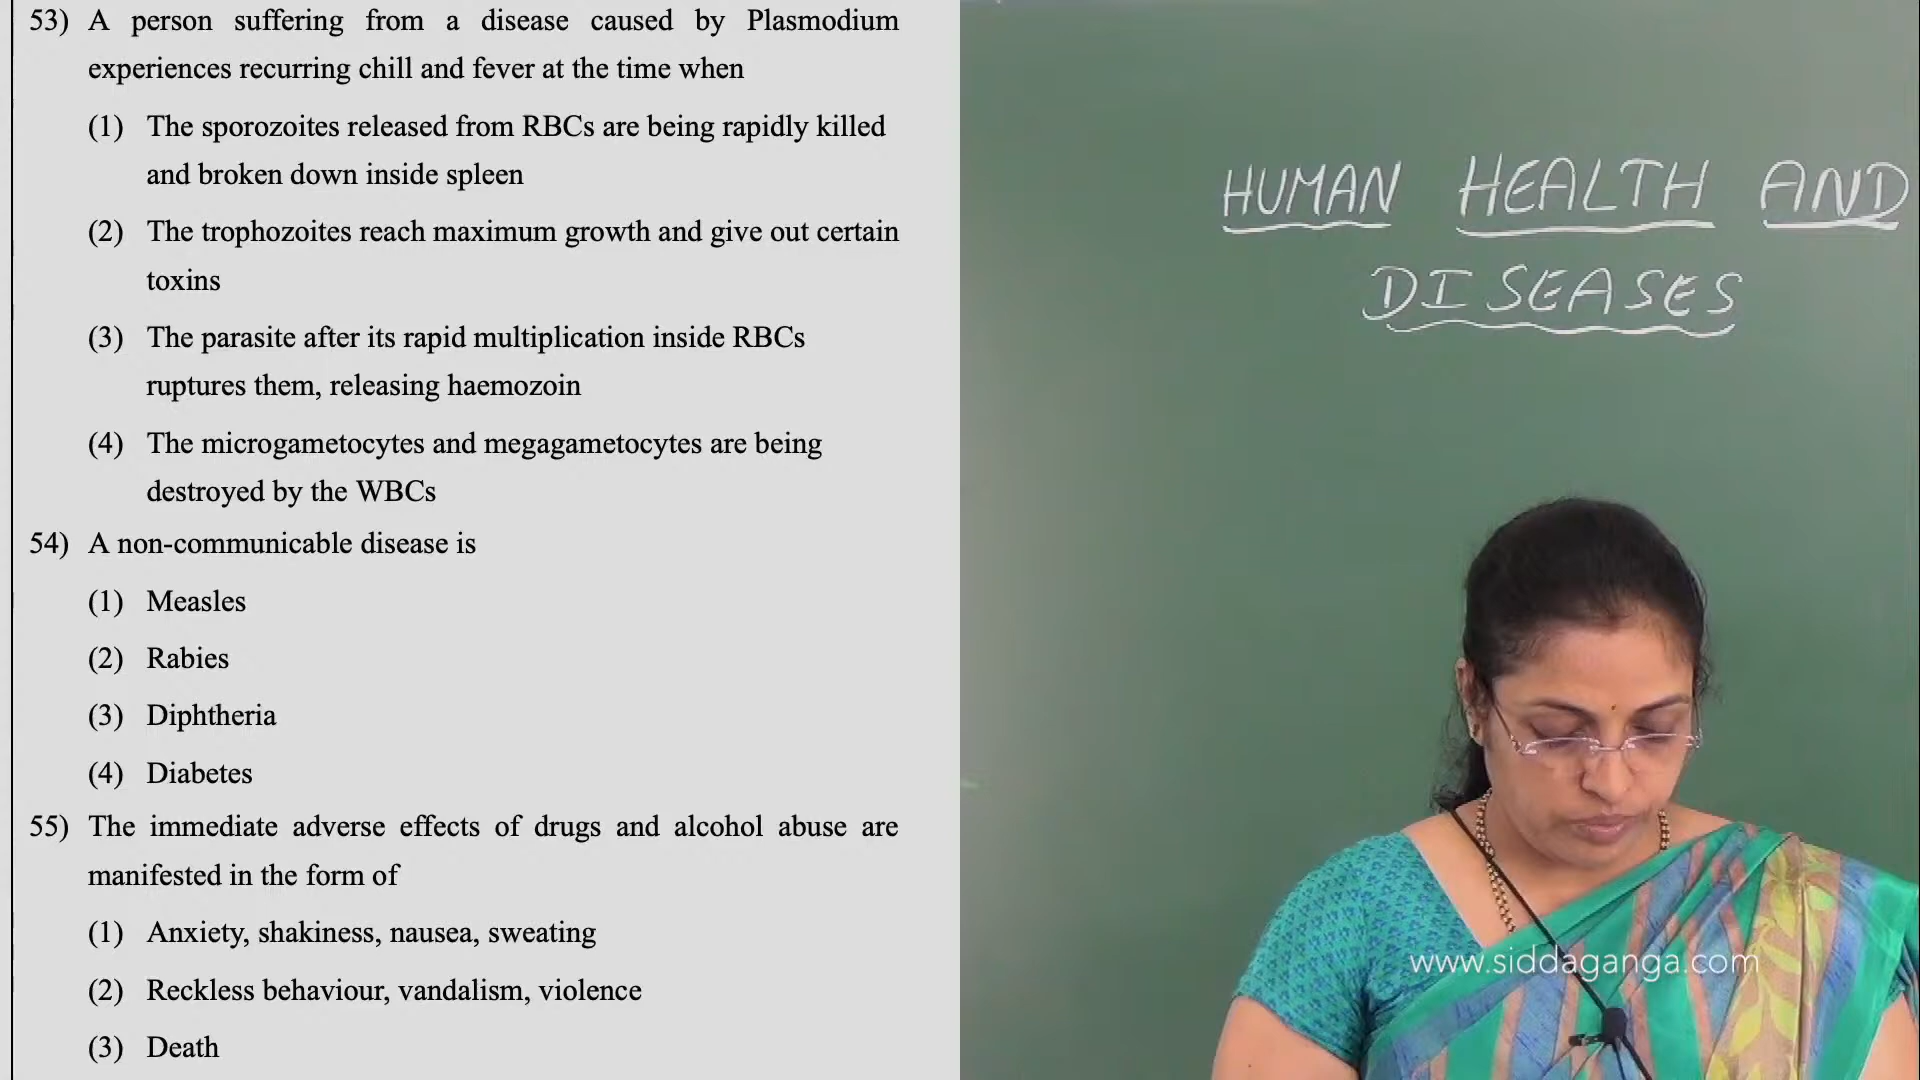 53) A person suffering from a disease caused by Plasmodium
experiences recurring chill and fever at the time when
(1) The sporozoites released from RBCs are being rapidly killed
and broken down inside spleen
(2) The trophozoites reach maximum growth and give out certain
toxins
(3) The parasite after its rapid multiplication inside RBCs
ruptures them, releasing haemozoin
(4) The microgametocytes and megagametocytes are being
destroyed by the WBCs
54) A non-communicable disease is
(1) Measles
(2) Rabies
(3) Diphtheria
(4) Diabetes
55) The immediate adverse effects of drugs and alcohol abuse are
manifested in the form of
(1) Anxiety, shakiness, nausea, sweating
(2) Reckless behaviour, vandalism, violence
(3) Death
HUMAN HEALTH AND
DISEASES
www.siddaganga.com